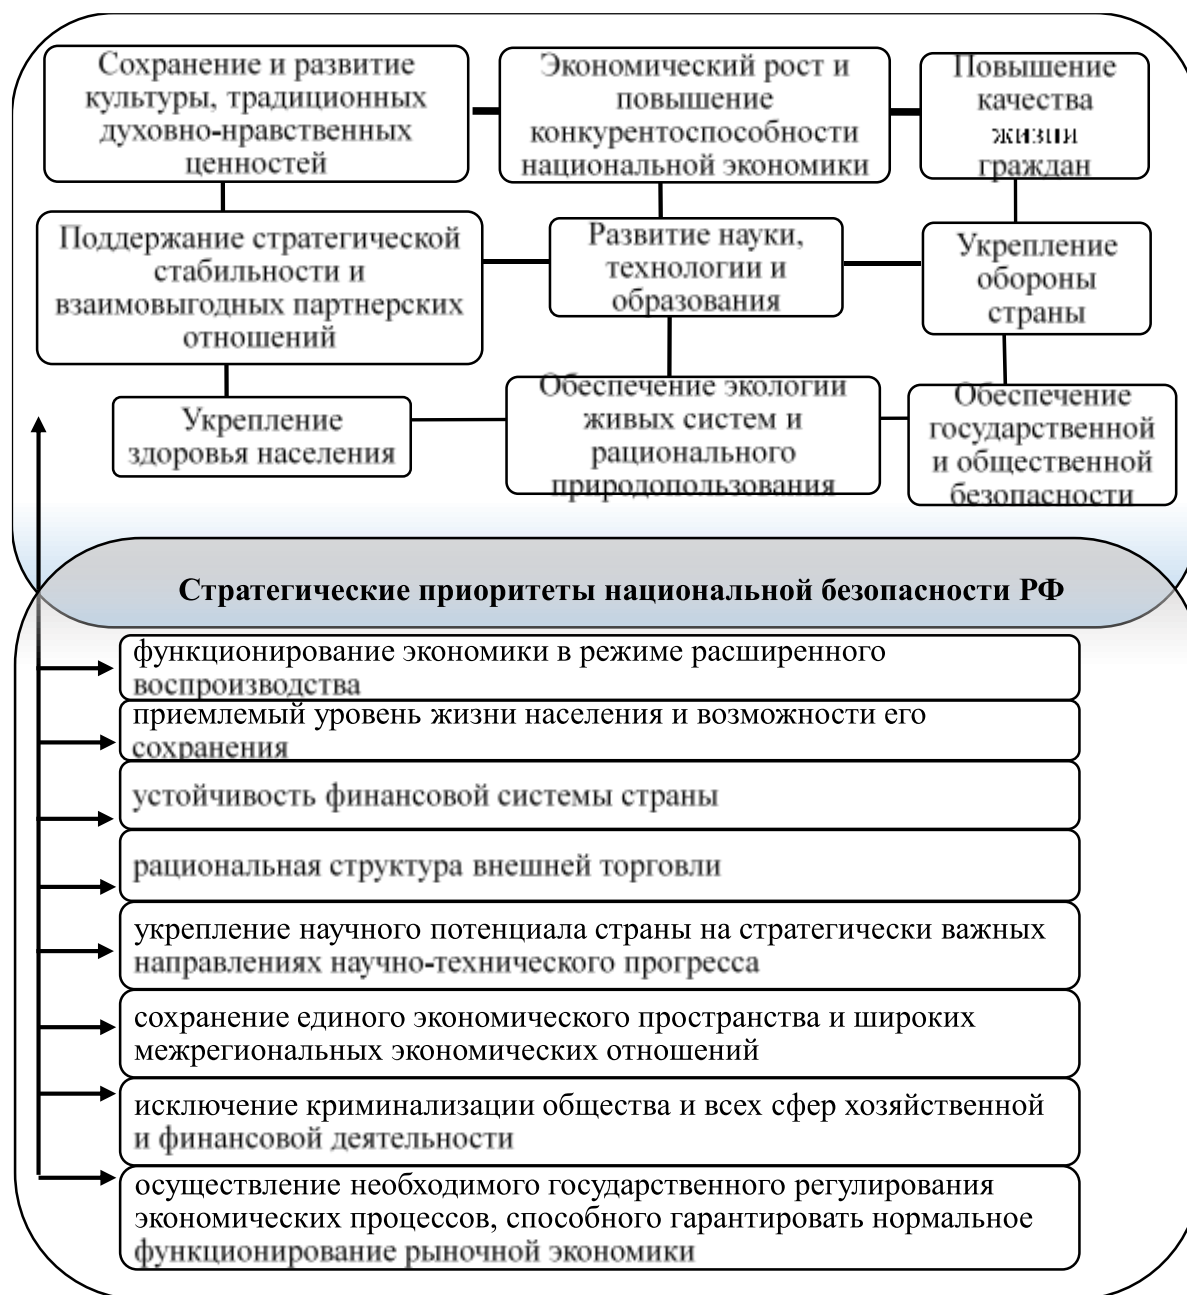 Сохранение и развитие
культуры, традиционных
духовно-нравственных
ценностей
Экономический рост и
повышение
конкурентоспособности
национальной экономики
Повышение
качества
жизни
граждан
Поддержание стратегической
стабильности и
взаимовыгодных партнерских
отношений
Развитие науки,
технологии и
образования
Укрепление
обороны
страны
Укрепление
здоровья населения
Обеспечение экологии
живых систем и
рационального
природопользования
Обеспечение
государственной
и общественной
безопасности
Стратегические приоритеты национальной безопасности РФ
функционирование экономики в режиме расширенного
воспроизводства
приемлемый уровень жизни населения и возможности его
сохранения
устойчивость финансовой системы страны
рациональная структура внешней торговли
укрепление научного потенциала страны на стратегически важных
направлениях научно-технического прогресса
сохранение единого экономического пространства и широких
межрегиональных экономических отношений
исключение криминализации общества и всех сфер хозяйственной
и финансовой деятельности
осуществление необходимого государственного регулирования
экономических процессов, способного гарантировать нормальное
функционирование рыночной экономики